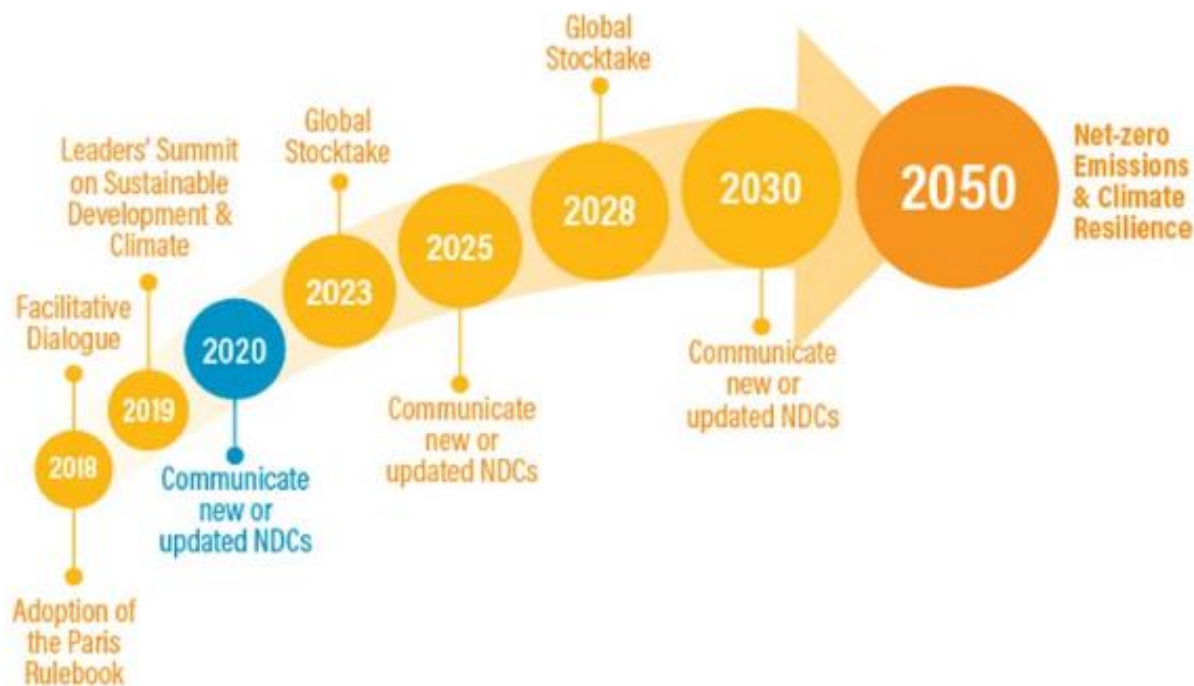 Facilitative
Dialogue
2018
Adoption of
the Paris
Rulebook
Leaders' Summit
on Sustainable
Development &
Climate
2019
2020
Communicate
new or
updated NDCs
Global
Stocktake
2023
2025
Communicate
new or
updated NDCs
Global
Stocktake
2028
2030
Communicate
new or
updated NDCs
2050
Net-zero
Emissions
& Climate
Resilience